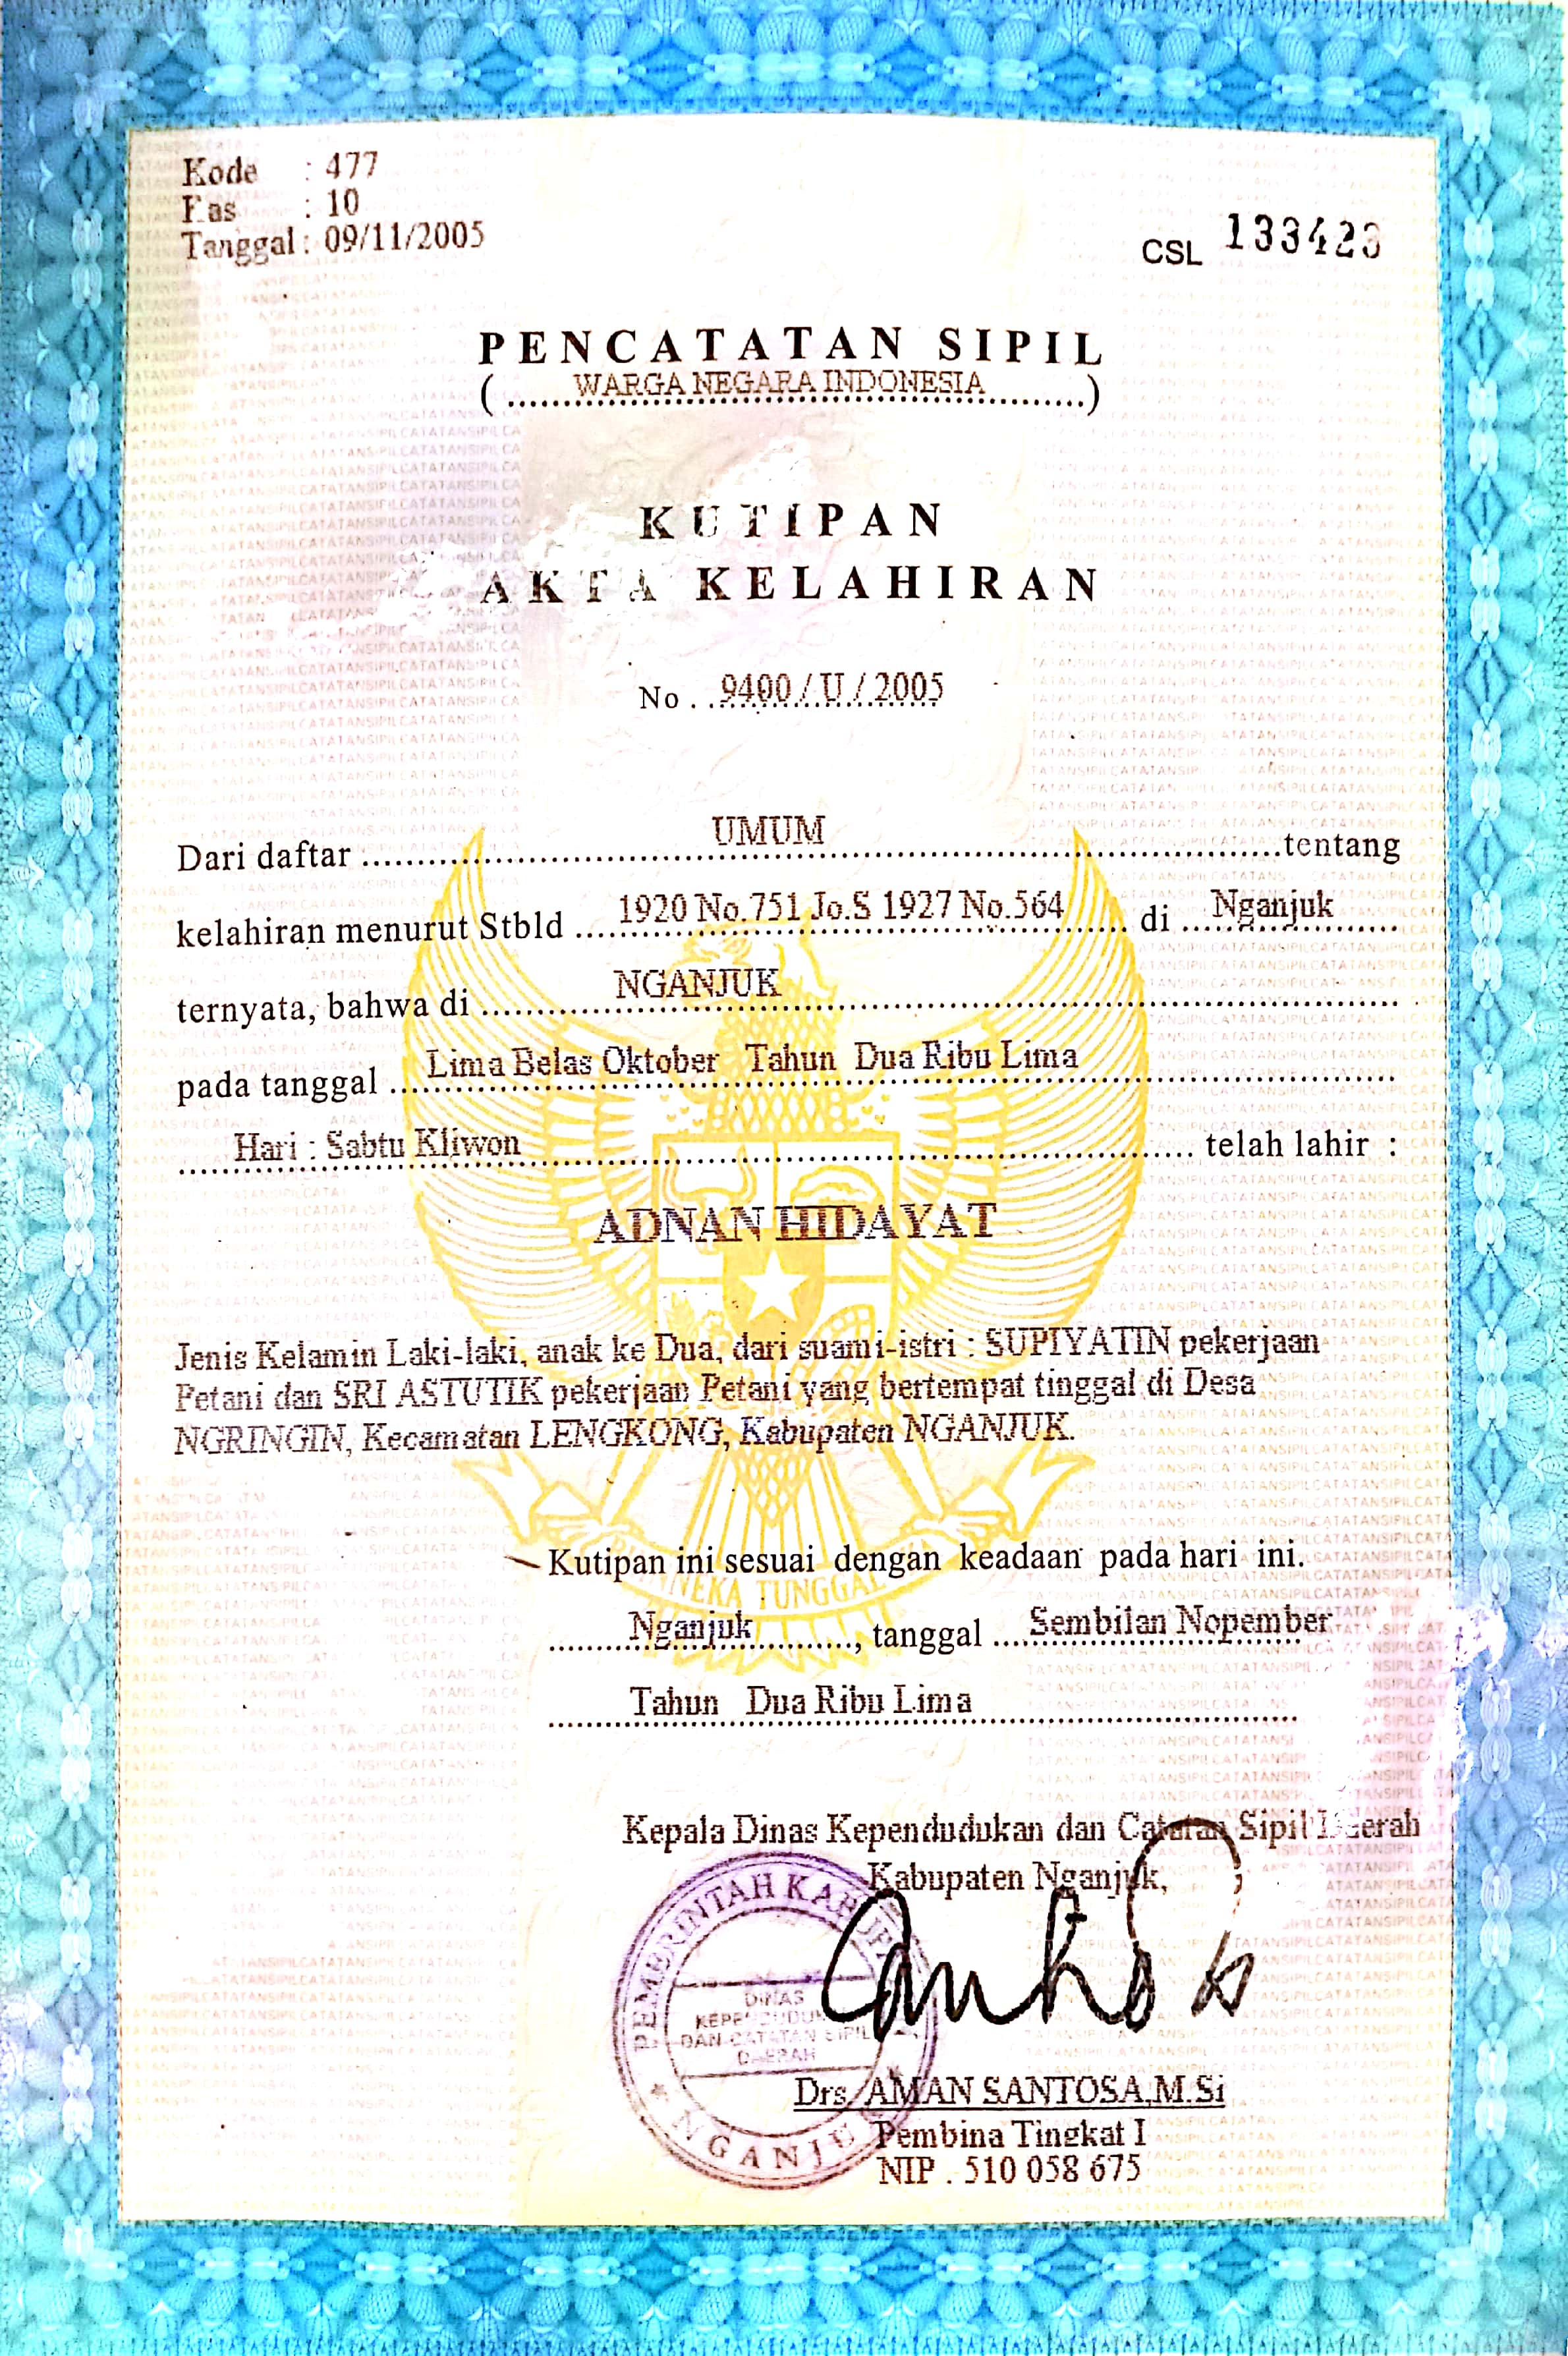 Kode : 477
Ras : 10
Tanggal : 09/11/2005
CSL 133423
PENCATATAN SIPIL
( WARGA NEGARA INDONESIA )
KUTIPAN
AKTA KELAHIRAN
No . 9400 / U / 2005
Dari daftar UMUM tentang
kelahiran menurut Stbld 1920 No.751 Jo.S 1927 No.564 di Nganjuk
ternyata, bahwa di NGANJUK
pada tanggal Lima Belas Oktober Tahun Dua Ribu Lima
Hari : Sabtu Kliwon telah lahir :
ADNAN HIDAYAT
Jenis Kelamin Laki-laki, anak ke Dua, dari suami-istri : SUPIYATIN pekerjaan
Petani dan SRI ASTUTIK pekerjaan Petani yang bertempat tinggal di Desa
NGRINGIN, Kecamatan LENGKONG, Kabupaten NGANJUK.
Kutipan ini sesuai dengan keadaan pada hari ini.
Nganjuk, tanggal Sembilan Nopember
Tahun Dua Ribu Lima
Kepala Dinas Kependudukan dan Catatan Sipil Daerah
Kabupaten Nganjuk,
PEMERINTAH KABUPATEN
DINAS
KEPENDUDUKAN
DAN CATATAN SIPIL
DAERAH
NGANJUK
Drs. AMAN SANTOSA,M.Si
Pembina Tingkat I
NIP . 510 058 675